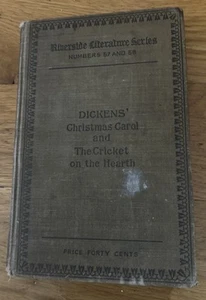 Riverside Literature Series
NUMBERS 57 AND 58
DICKENS'
Christmas Carol
and
The Cricket
on the Hearth
PRICE FORTY CENTS